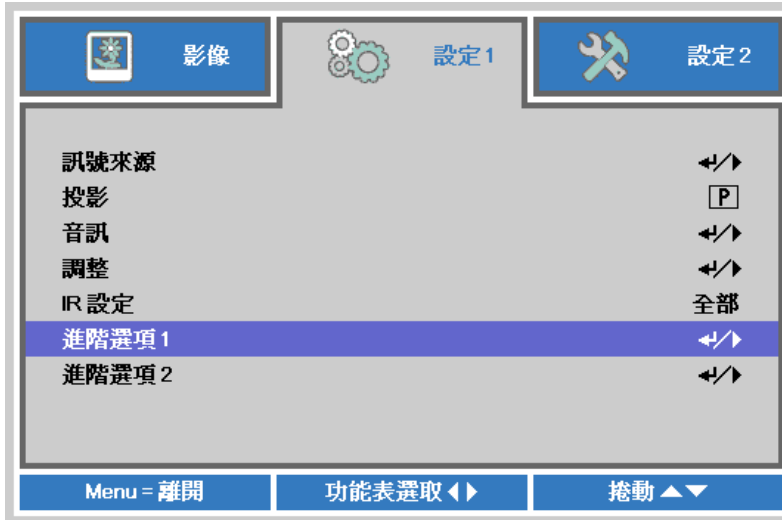 影像
設定1
設定2
訊號來源
投影 P
音訊
調整
IR 設定 全部
進階選項1
進階選項2
Menu = 離開 功能表選取 捲動